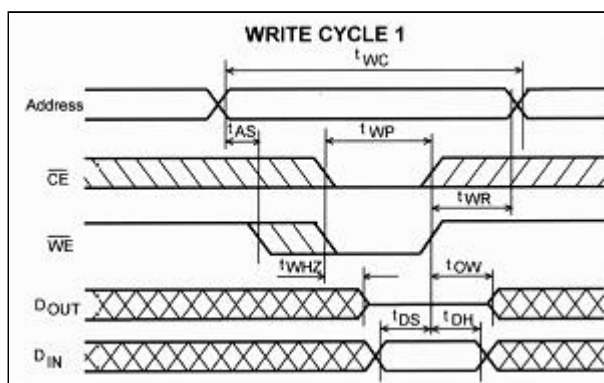 WRITE CYCLE 1
tWC
Address
tAS
tWP
CE
tWR
WE
tWHZ
tOW
DOUT
tDS
tDH
DIN